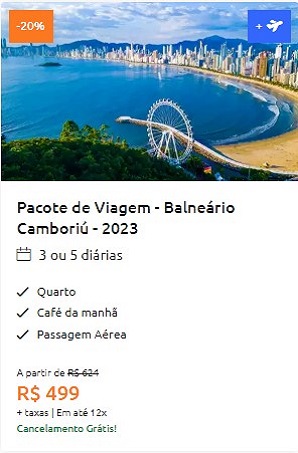 -20%
+
Pacote de Viagem - Balneário
Camboriú - 2023
3 ou 5 diárias
Quarto
Café da manhã
Passagem Aérea
A partir de R$ 624
R$ 499
+ taxas | Em até 12x
Cancelamento Grátis!